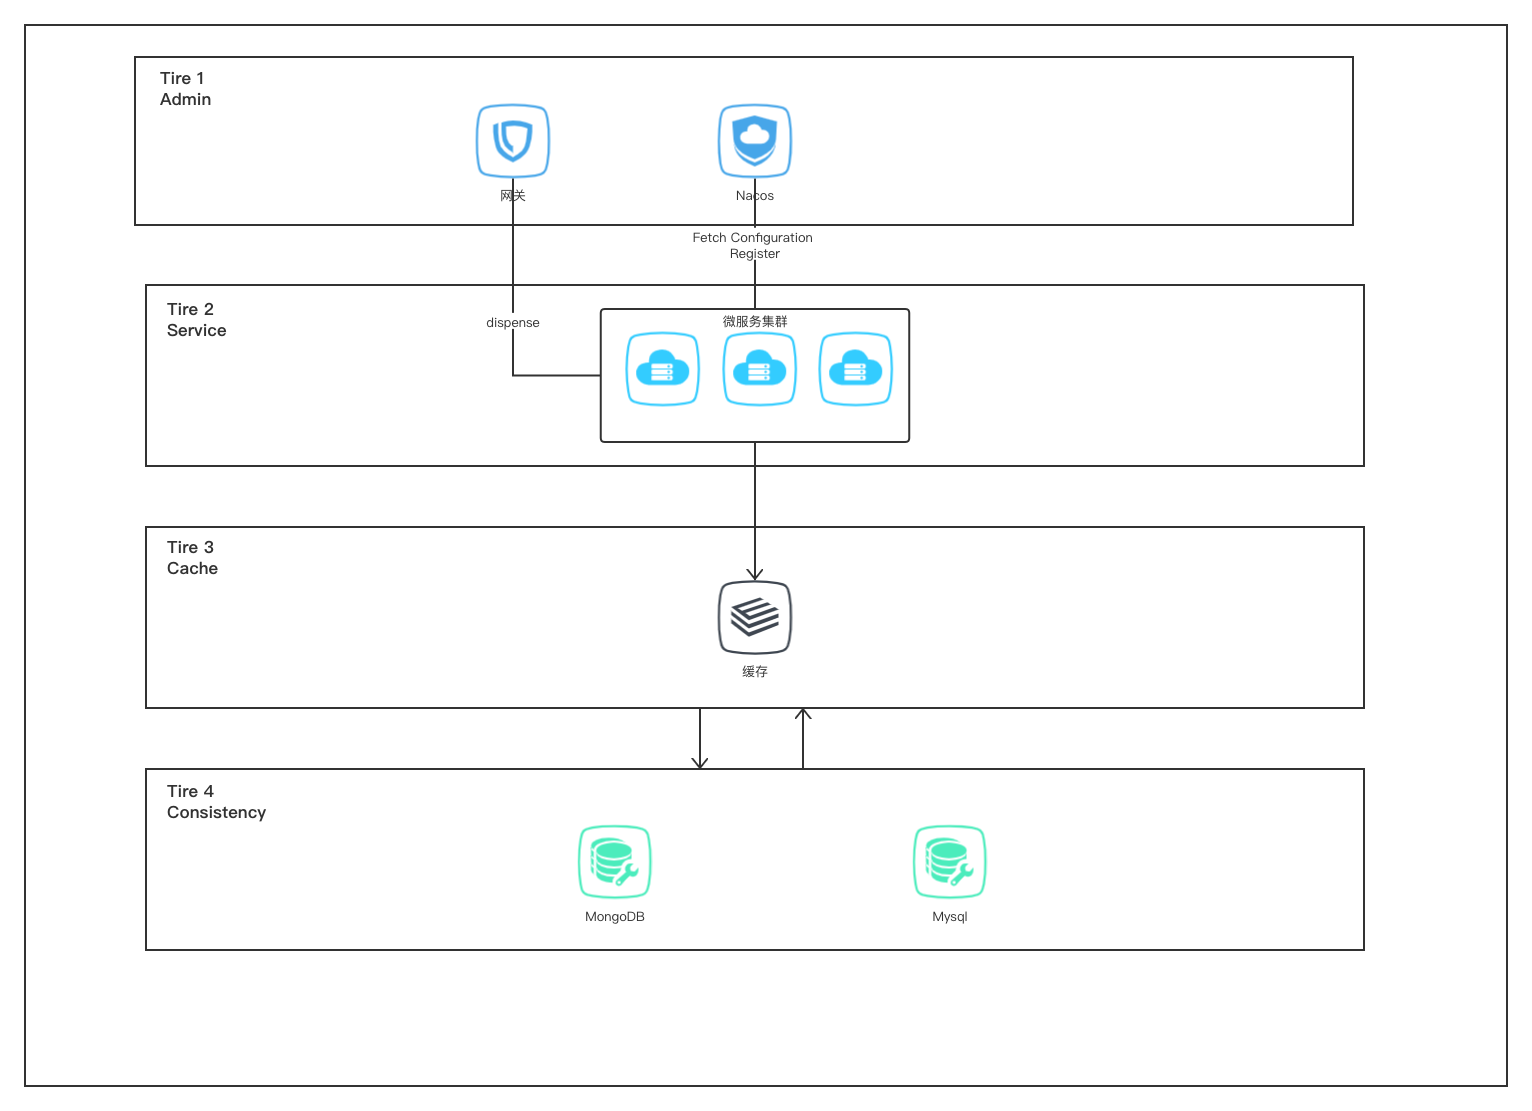 Tire 1
Admin
网关
Nacos
Fetch Configuration
Register
Tire 2
Service
dispense
微服务集群
Tire 3
Cache
缓存
Tire 4
Consistency
MongoDB
Mysql